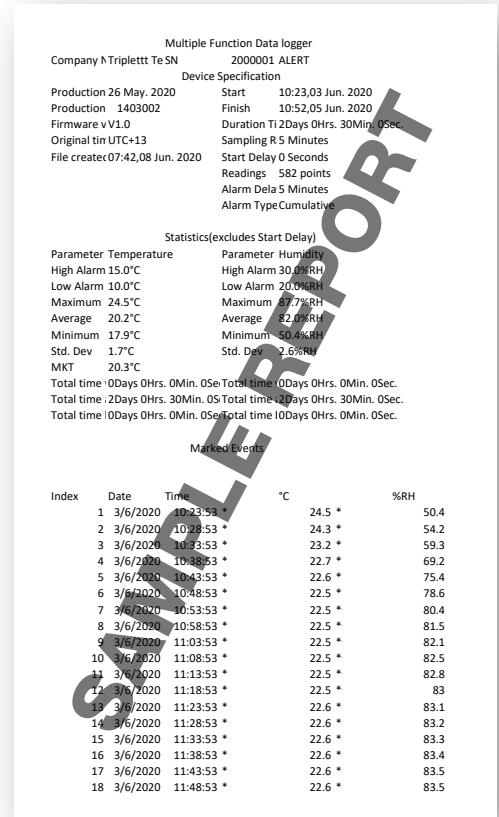 Multiple Function Data logger
Company N Triplettt Te SN 2000001 ALERT
Device Specification
Production 26 May. 2020 Start 10:23,03 Jun. 2020
Production 1403002 Finish 10:52,05 Jun. 2020
Firmware v V1.0 Duration Ti 2Days 0Hrs. 30Min. 0Sec.
Original tim UTC+13 Sampling R 5 Minutes
File created 07:42,08 Jun. 2020 Start Delay 0 Seconds
Readings 582 points
Alarm Dela 5 Minutes
Alarm Type Cumulative
Statistics(excludes Start Delay)
Parameter Temperature Parameter Humidity
High Alarm 15.0°C High Alarm 30.0%RH
Low Alarm 10.0°C Low Alarm 20.0%RH
Maximum 24.5°C Maximum 87.7%RH
Average 20.2°C Average 82.0%RH
Minimum 17.9°C Minimum 50.4%RH
Std. Dev 1.7°C Std. Dev 2.6%RH
MKT 20.3°C
Total time 0Days 0Hrs. 0Min. 0Se Total time 0Days 0Hrs. 0Min. 0Sec.
Total time 2Days 0Hrs. 30Min. 0S Total time 2Days 0Hrs. 30Min. 0Sec.
Total time 0Days 0Hrs. 0Min. 0Se Total time 0Days 0Hrs. 0Min. 0Sec.
Marked Events
Index Date Time °C %RH
1 3/6/2020 10:23:53 * 24.5 * 50.4
2 3/6/2020 10:28:53 * 24.3 * 54.2
3 3/6/2020 10:33:53 * 23.2 * 59.3
4 3/6/2020 10:38:53 * 22.7 * 69.2
5 3/6/2020 10:43:53 * 22.6 * 75.4
6 3/6/2020 10:48:53 * 22.5 * 78.6
7 3/6/2020 10:53:53 * 22.5 * 80.4
8 3/6/2020 10:58:53 * 22.5 * 81.5
9 3/6/2020 11:03:53 * 22.5 * 82.1
10 3/6/2020 11:08:53 * 22.5 * 82.5
11 3/6/2020 11:13:53 * 22.5 * 82.8
12 3/6/2020 11:18:53 * 22.5 * 83
13 3/6/2020 11:23:53 * 22.6 * 83.1
14 3/6/2020 11:28:53 * 22.6 * 83.2
15 3/6/2020 11:33:53 * 22.6 * 83.3
16 3/6/2020 11:38:53 * 22.6 * 83.4
17 3/6/2020 11:43:53 * 22.6 * 83.5
18 3/6/2020 11:48:53 * 22.6 * 83.5
SAMPLE REPORT